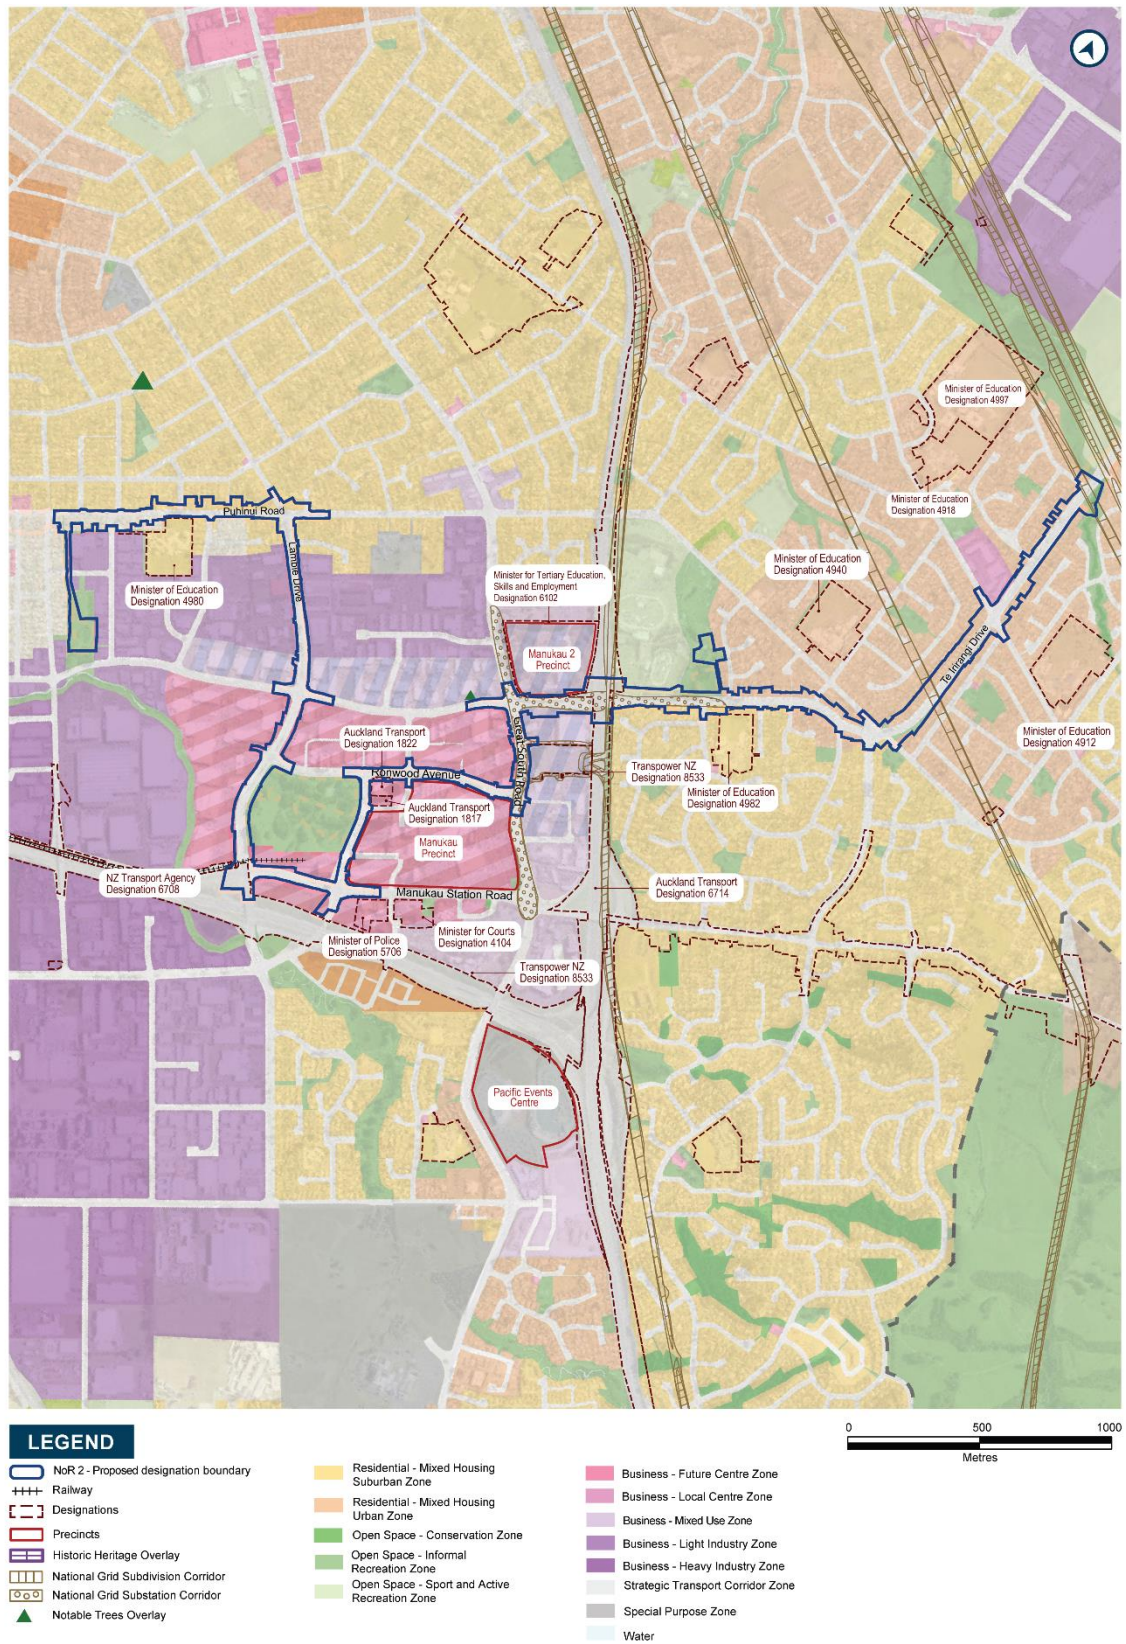 Minister of Education
Designation 4997
Minister of Education
Designation 4918
Puhinui Road
Lambie Drive
Minister of Education
Designation 4980
Minister for Tertiary Education,
Skills and Employment
Designation 6102
Minister of Education
Designation 4940
Manukau 2
Precinct
Te Irirangi Drive
Minister of Education
Designation 4912
Auckland Transport
Designation 1822
Great South Road
Ronwood Avenue
Transpower NZ
Designation 8533
Minister of Education
Designation 4982
Auckland Transport
Designation 1817
Manukau
Precinct
NZ Transport Agency
Designation 6708
Manukau Station Road
Auckland Transport
Designation 6714
Minister of Police
Designation 5706
Minister for Courts
Designation 4104
Transpower NZ
Designation 8533
Pacific Events
Centre
LEGEND
NoR 2 - Proposed designation boundary
Railway
Designations
Precincts
Historic Heritage Overlay
National Grid Subdivision Corridor
National Grid Substation Corridor
Notable Trees Overlay
Residential - Mixed Housing
Suburban Zone
Residential - Mixed Housing
Urban Zone
Open Space - Conservation Zone
Open Space - Informal
Recreation Zone
Open Space - Sport and Active
Recreation Zone
Business - Future Centre Zone
Business - Local Centre Zone
Business - Mixed Use Zone
Business - Light Industry Zone
Business - Heavy Industry Zone
Strategic Transport Corridor Zone
Special Purpose Zone
Water
0 500 1000
Metres